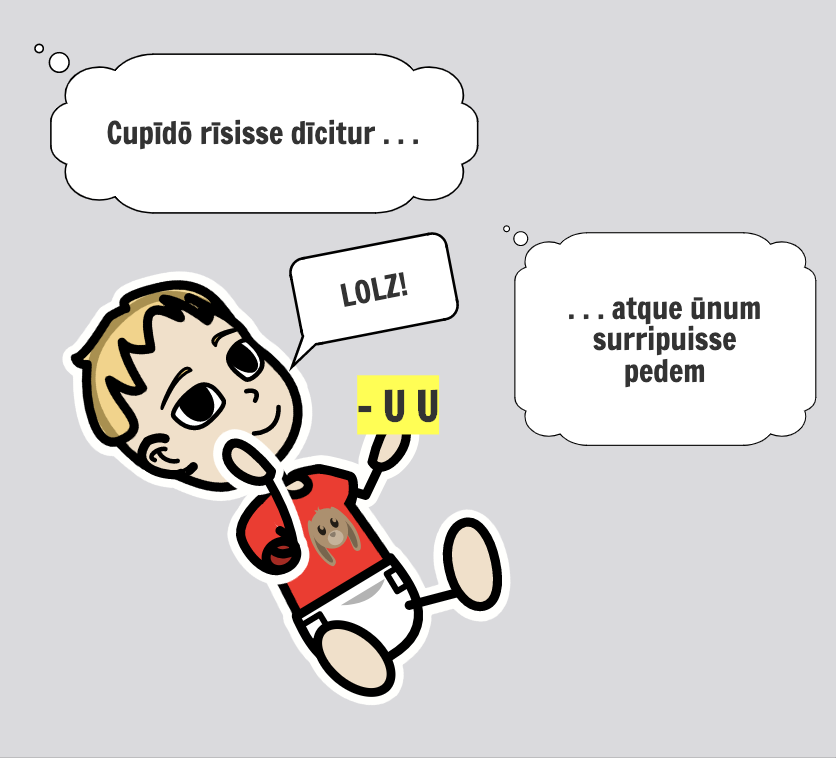 Cupīdō rīsisse dīcitur . . .
LOLZ!
- U U
. . . atque ūnum
surripuisse
pedem